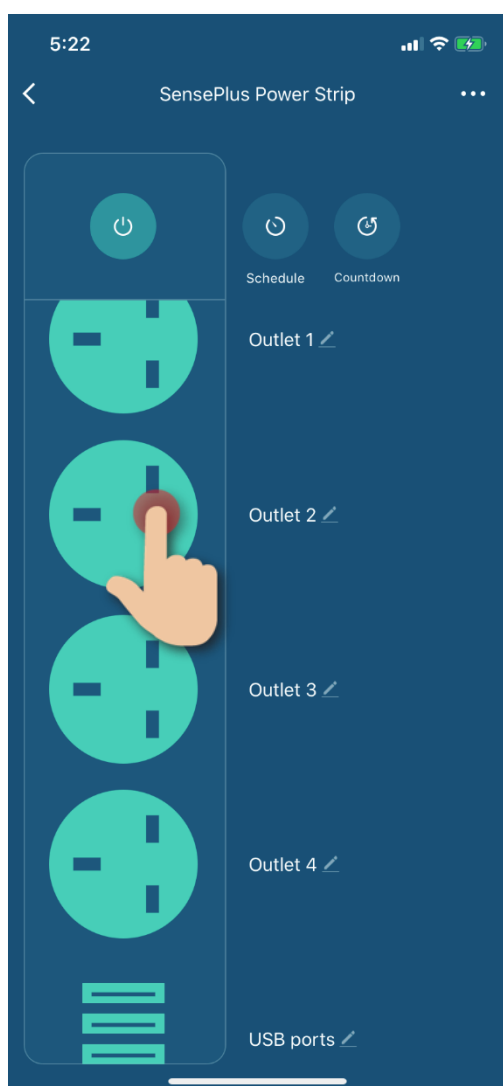 5:22
SensePlus Power Strip
Schedule
Countdown
Outlet 1
Outlet 2
Outlet 3
Outlet 4
USB ports